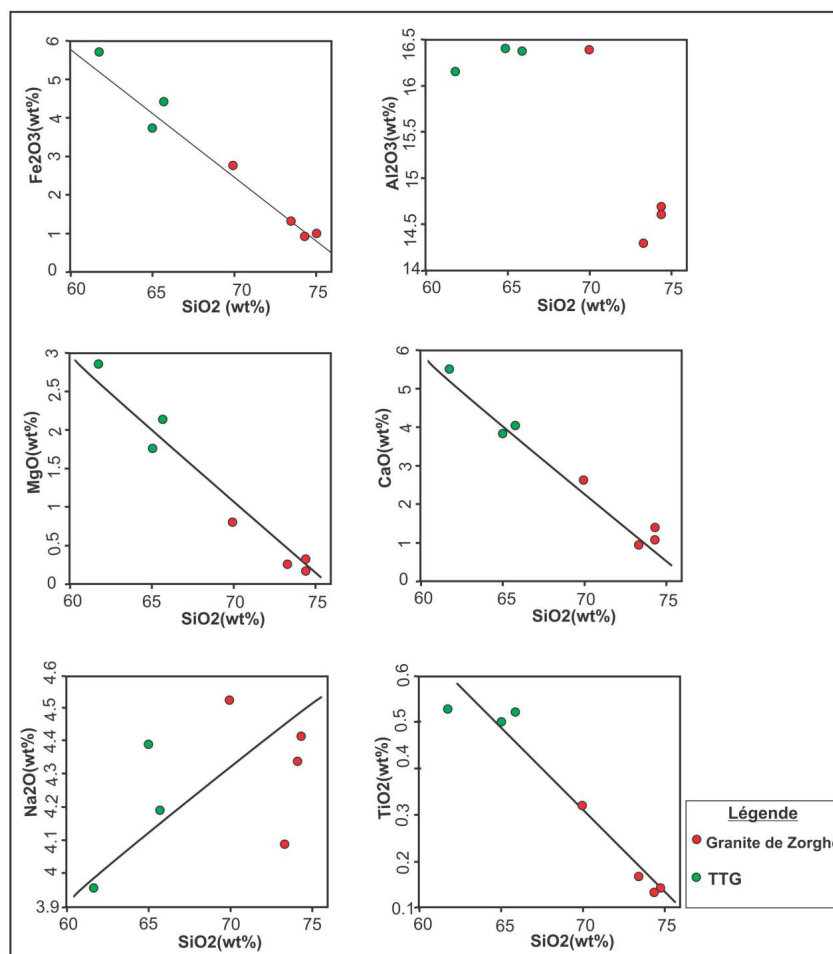 Fe2O3(wt%)
6
5
4
3
2
1
0
60 65 70 75
SiO2 (wt%)
Al2O3(wt%)
16.5
16
15.5
15
14.5
14
60 65 70 75
SiO2 (wt%)
MgO(wt%)
3
2.5
2
1.5
1
0.5
0
60 65 70 75
SiO2(wt%)
CaO(wt%)
6
5
4
3
2
1
0
60 65 70 75
SiO2(wt%)
Na2O(wt%)
4.6
4.5
4.4
4.3
4.2
4.1
4
3.9
60 65 70 75
SiO2(wt%)
TiO2(wt%)
0.6
0.5
0.4
0.3
0.2
0.1
60 65 70 75
SiO2(wt%)
Légende
Granite de Zorgho
TTG